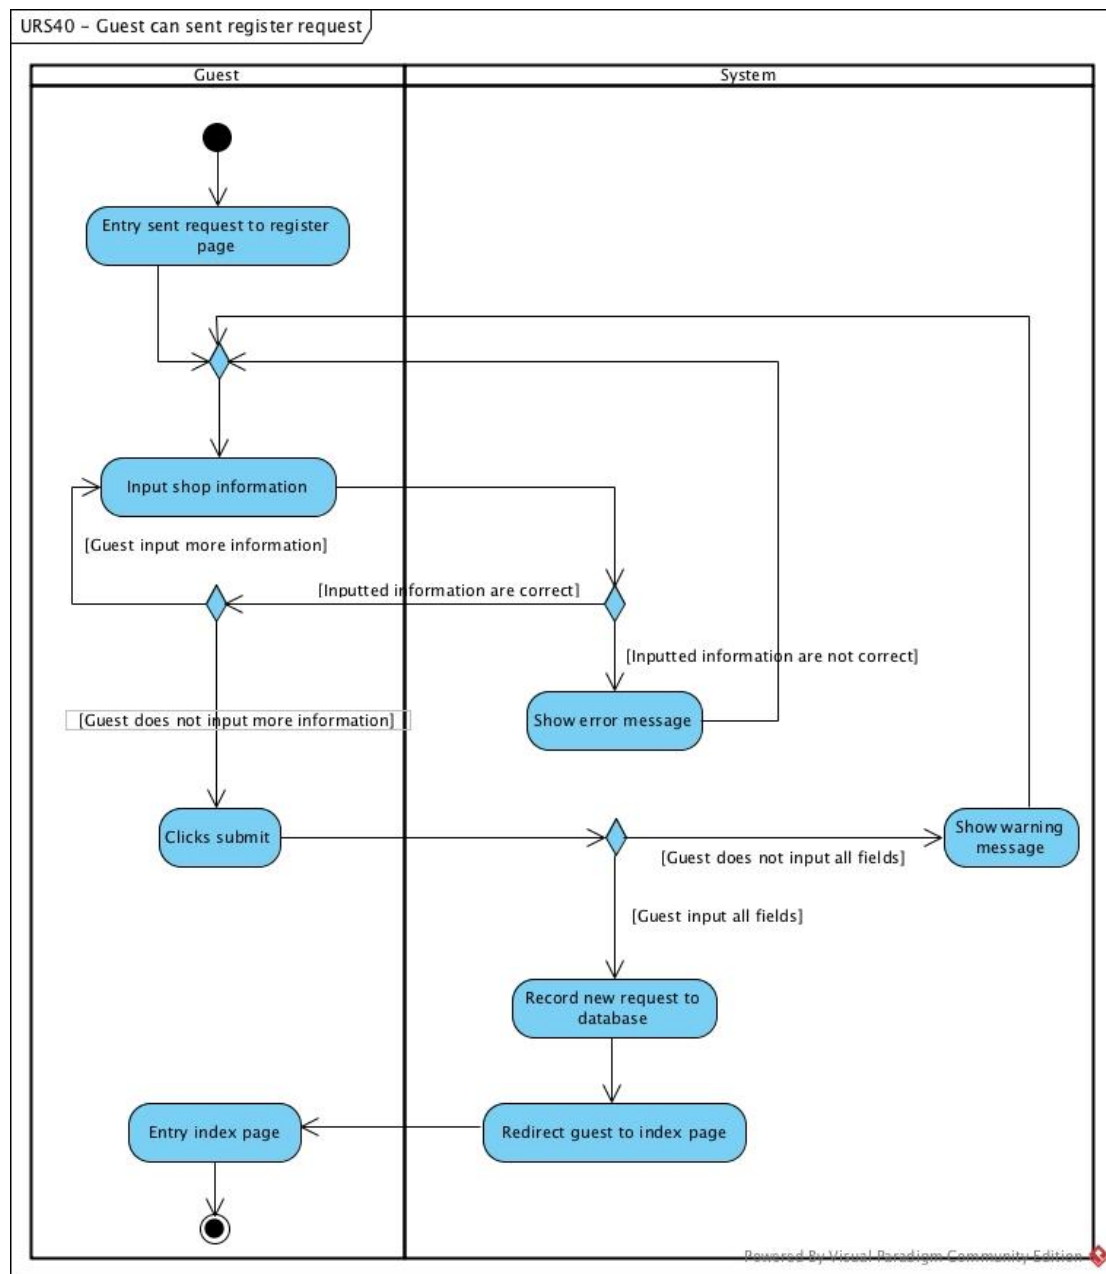 URS40 - Guest can sent register request
Guest
System
Entry sent request to register
page
Input shop information
[Guest input more information]
[Inputted information are correct]
[Inputted information are not correct]
[Guest does not input more information]
Show error message
Clicks submit
Show warning
message
[Guest does not input all fields]
[Guest input all fields]
Record new request to
database
Entry index page
Redirect guest to index page
Powered By Visual Paradigm Community Edition